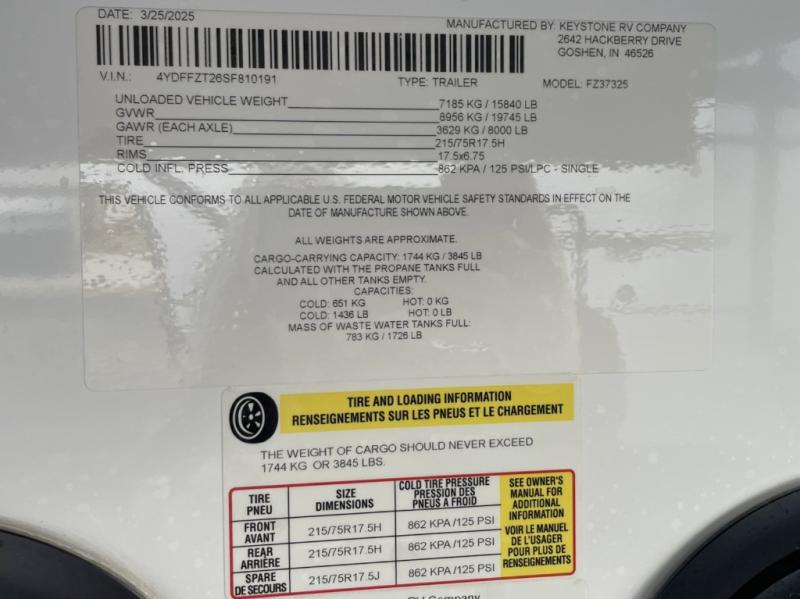 DATE: 3/25/2025
MANUFACTURED BY: KEYSTONE RV COMPANY
2642 HACKBERRY DRIVE
GOSHEN, IN 46526
V.I.N.: 4YDFFZT26SF810191 TYPE: TRAILER MODEL: FZ37325
UNLOADED VEHICLE WEIGHT 7185 KG / 15840 LB
GVWR 8956 KG / 19745 LB
GAWR (EACH AXLE) 3629 KG / 8000 LB
TIRE 215/75R17.5H
RIMS 17.5x6.75
COLD INFL. PRESS 862 KPA / 125 PSI/LPC - SINGLE
THIS VEHICLE CONFORMS TO ALL APPLICABLE U.S. FEDERAL MOTOR VEHICLE SAFETY STANDARDS IN EFFECT ON THE
DATE OF MANUFACTURE SHOWN ABOVE.
ALL WEIGHTS ARE APPROXIMATE.
CARGO-CARRYING CAPACITY: 1744 KG / 3845 LB
CALCULATED WITH THE PROPANE TANKS FULL
AND ALL OTHER TANKS EMPTY.
CAPACITIES:
COLD: 651 KG HOT: 0 KG
COLD: 1436 LB HOT: 0 LB
MASS OF WASTE WATER TANKS FULL:
783 KG / 1726 LB
TIRE AND LOADING INFORMATION
RENSEIGNEMENTS SUR LES PNEUS ET LE CHARGEMENT
THE WEIGHT OF CARGO SHOULD NEVER EXCEED
1744 KG OR 3845 LBS.
TIRE
PNEU
SIZE
DIMENSIONS
COLD TIRE PRESSURE
PRESSION DES
PNEUS A FROID
SEE OWNER'S
MANUAL FOR
ADDITIONAL
INFORMATION
VOIR LE MANUEL
DE L'USAGER
POUR PLUS DE
RENSEIGNEMENTS
FRONT
AVANT
215/75R17.5H 862 KPA /125 PSI
REAR
ARRIÈRE
215/75R17.5H 862 KPA /125 PSI
SPARE
DE SECOURS
215/75R17.5J 862 KPA /125 PSI
Company